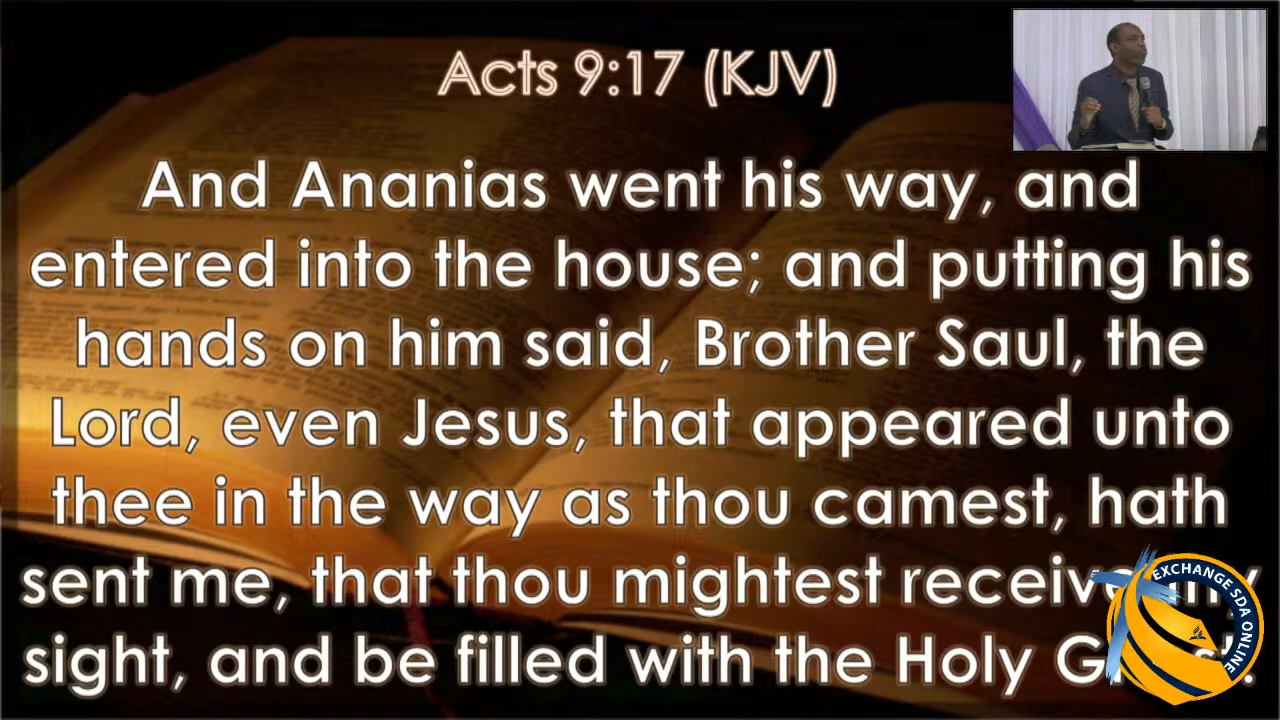 Acts 9:17 (KJV)
And Ananias went his way, and
entered into the house; and putting his
hands on him said, Brother Saul, the
Lord, even Jesus, that appeared unto
thee in the way as thou camest, hath
sent me, that thou mightest receive
sight, and be filled with the Holy
EXCHANGE SDA ONLINE